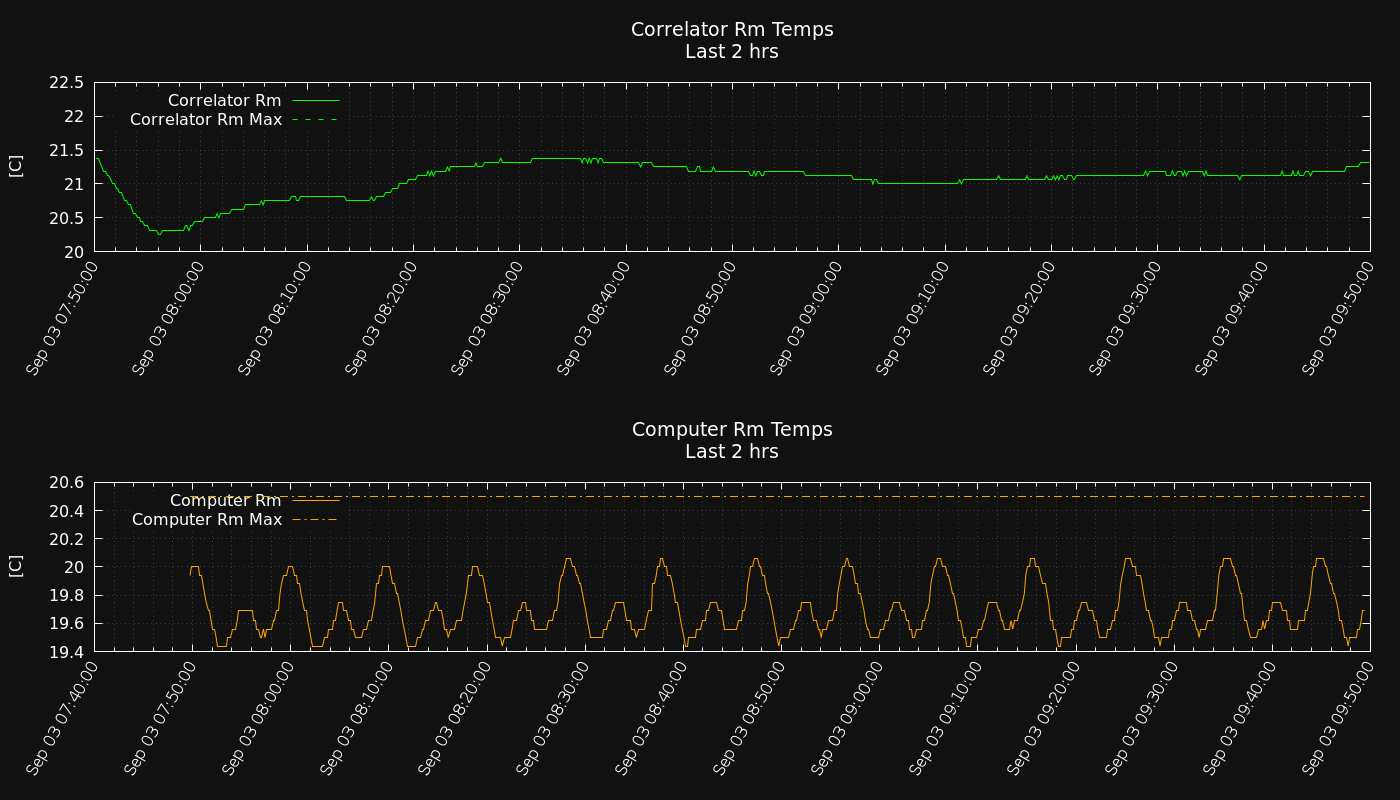 Correlator Rm Temps
Last 2 hrs
22.5
22
21.5
21
20.5
20
[C]
Correlator Rm
Correlator Rm Max
Sep 03 07:50:00
Sep 03 08:00:00
Sep 03 08:10:00
Sep 03 08:20:00
Sep 03 08:30:00
Sep 03 08:40:00
Sep 03 08:50:00
Sep 03 09:00:00
Sep 03 09:10:00
Sep 03 09:20:00
Sep 03 09:30:00
Sep 03 09:40:00
Sep 03 09:50:00
Computer Rm Temps
Last 2 hrs
20.6
20.4
20.2
20
19.8
19.6
19.4
[C]
Computer Rm
Computer Rm Max
Sep 03 07:40:00
Sep 03 07:50:00
Sep 03 08:00:00
Sep 03 08:10:00
Sep 03 08:20:00
Sep 03 08:30:00
Sep 03 08:40:00
Sep 03 08:50:00
Sep 03 09:00:00
Sep 03 09:10:00
Sep 03 09:20:00
Sep 03 09:30:00
Sep 03 09:40:00
Sep 03 09:50:00